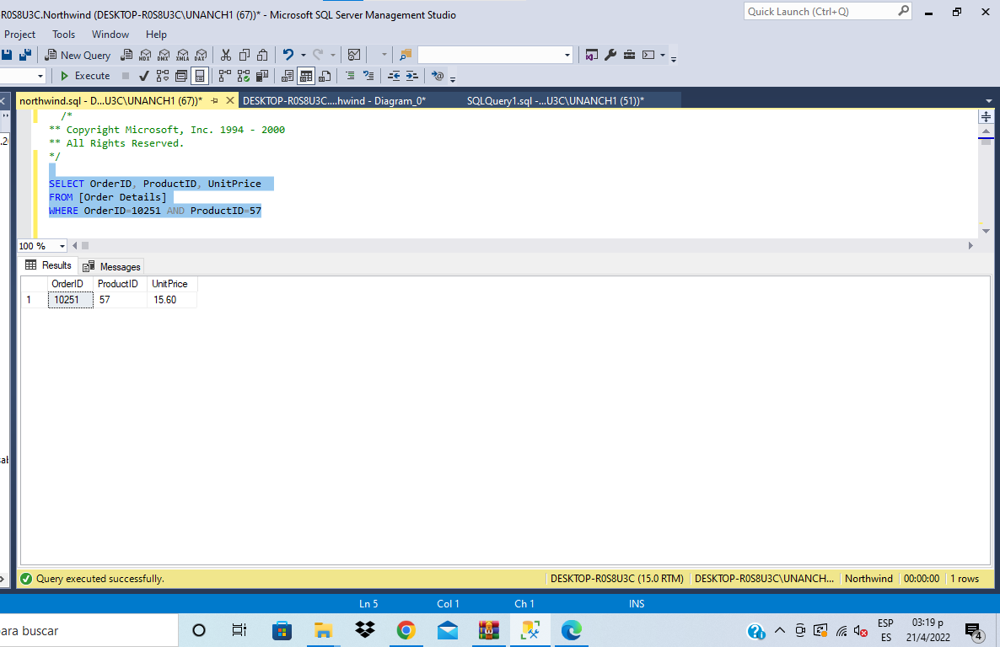 R0S8U3C.Northwind (DESKTOP-R0S8U3C\UNANCH1 (67))* - Microsoft SQL Server Management Studio
Quick Launch (Ctrl+Q)
Project Tools Window Help
New Query MDX DMX XMLA DAX
Execute
northwind.sql - D...U3C\UNANCH1 (67))* DESKTOP-R0S8U3C....hwind - Diagram_0* SQLQuery1.sql -...U3C\UNANCH1 (51))*
/*
** Copyright Microsoft, Inc. 1994 - 2000
** All Rights Reserved.
*/
SELECT OrderID, ProductID, UnitPrice
FROM [Order Details]
WHERE OrderID=10251 AND ProductID=57
100 %
Results Messages
OrderID ProductID UnitPrice
1 10251 57 15.60
Query executed successfully. DESKTOP-R0S8U3C (15.0 RTM) DESKTOP-R0S8U3C\UNANCH... Northwind 00:00:00 1 rows
Ln 5 Col 1 Ch 1 INS
ara buscar
ESP
ES
03:19 p
21/4/2022
4